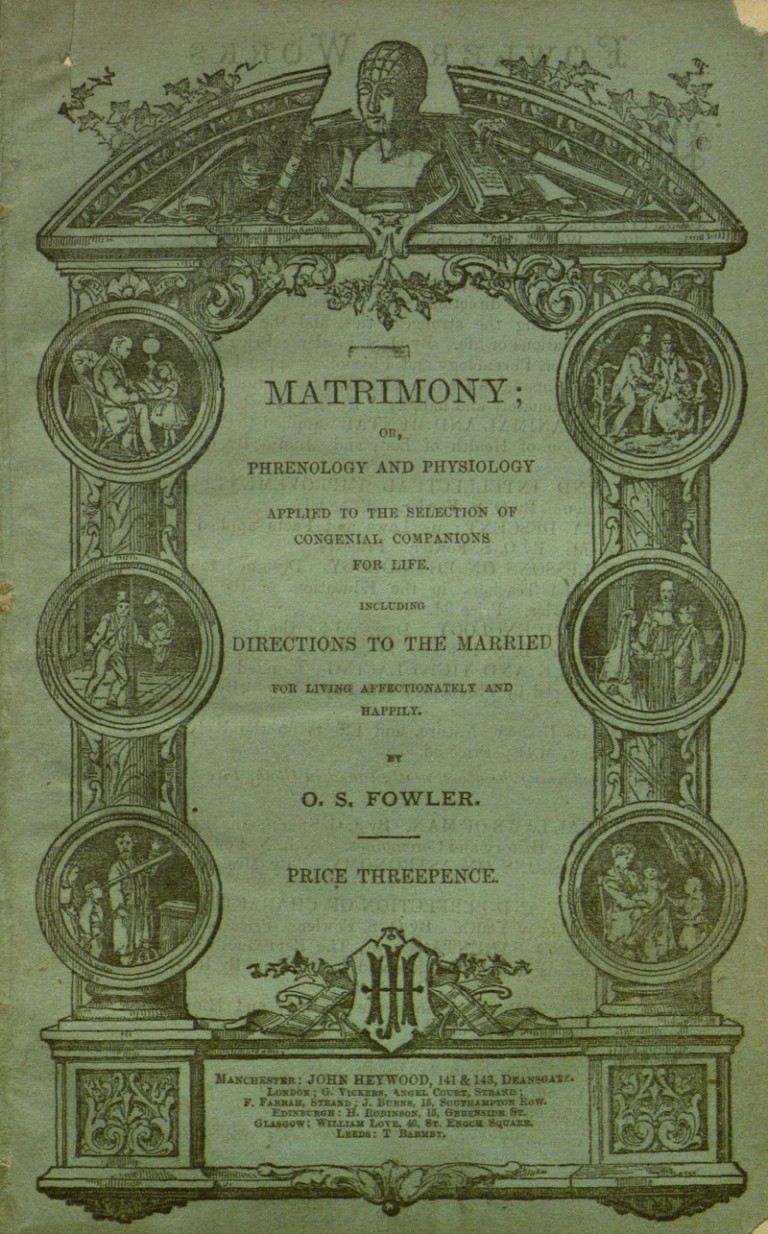 MATRIMONY;
OR,
PHRENOLOGY AND PHYSIOLOGY
APPLIED TO THE SELECTION OF
CONGENIAL COMPANIONS
FOR LIFE.
INCLUDING
DIRECTIONS TO THE MARRIED
FOR LIVING AFFECTIONATELY AND
HAPPILY.
BY
O. S. FOWLER.
PRICE THREEPENCE.
JH
MANCHESTER: JOHN HEYWOOD, 141 & 143, DEANSGATE.
LONDON: G. VICKERS, ANGEL COURT, STRAND;
F. FARRAH, STRAND; J. BURNS, 15, SOUTHAMPTON ROW.
EDINBURGH: H. ROBINSON, 15, GREENSIDE ST.
GLASGOW: WILLIAM LOVE, 40, ST. ENOCH SQUARE.
LEEDS: T BARMBY.